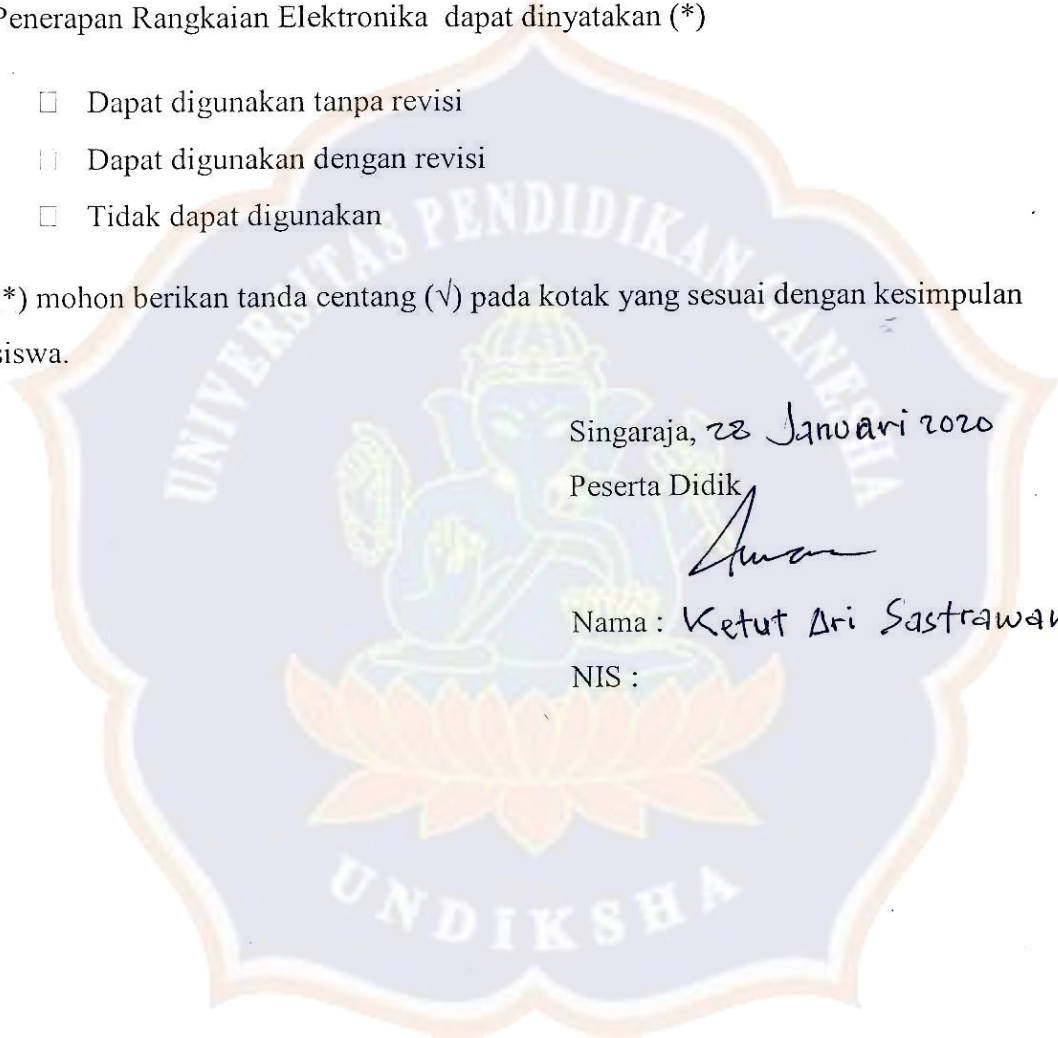 Penerapan Rangkaian Elektronika dapat dinyatakan (*)
□ Dapat digunakan tanpa revisi
□ Dapat digunakan dengan revisi
□ Tidak dapat digunakan
*) mohon berikan tanda centang (√) pada kotak yang sesuai dengan kesimpulan
siswa.
Singaraja, 28 Januari 2020
Peserta Didik
Nama : Ketut Ari Sastrawan
NIS :
UNIVERSITAS PENDIDIKAN GANESHA
UNDIKSHA